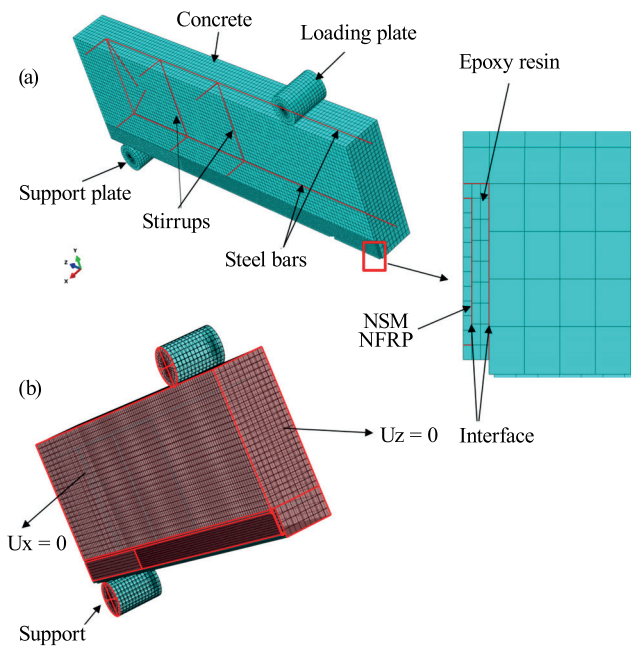 Concrete
Loading plate
(a)
Epoxy resin
Support plate
Stirrups
Steel bars
Y
Z
X
NSM
NFRP
Interface
(b)
Uz = 0
Ux = 0
Support